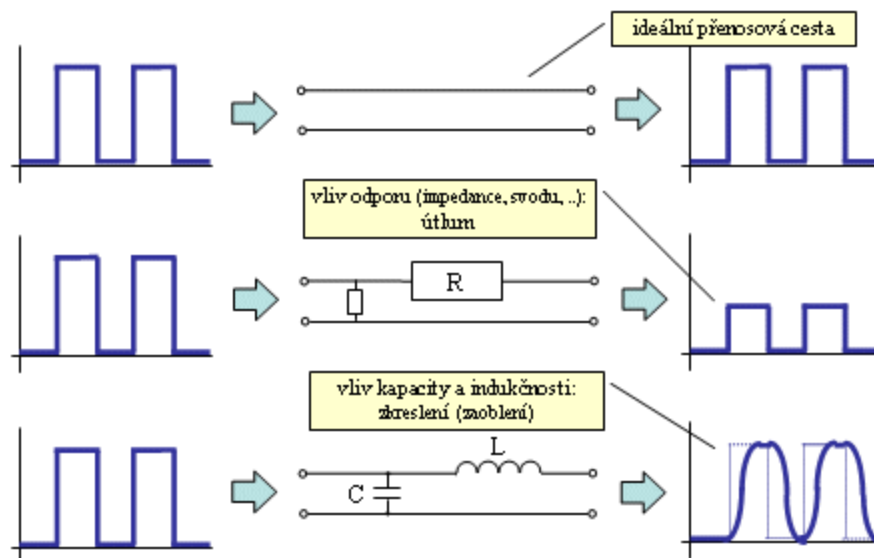 ideální přenosová cesta
vliv odporu (impedance, svodu, ..):
útlum
R
vliv kapacity a indukčnosti:
zkreslení (zaoblení)
L
C